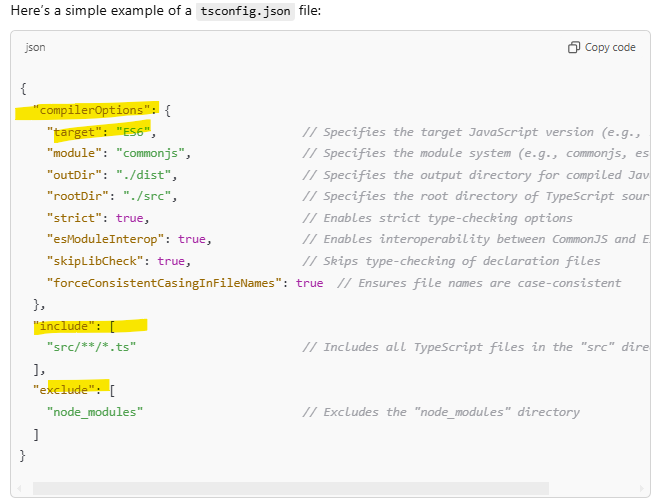 Here's a simple example of a tsconfig.json file:
json
Copy code
{
"compilerOptions": {
"target": "ES6", // Specifies the target JavaScript version (e.g.,
"module": "commonjs", // Specifies the module system (e.g., commonjs, es
"outDir": "./dist", // Specifies the output directory for compiled Jav
"rootDir": "./src", // Specifies the root directory of TypeScript sour
"strict": true, // Enables strict type-checking options
"esModuleInterop": true, // Enables interoperability between CommonJS and E
"skipLibCheck": true, // Skips type-checking of declaration files
"forceConsistentCasingInFileNames": true // Ensures file names are case-consistent
},
"include": [
"src/**/*.ts" // Includes all TypeScript files in the "src" dire
],
"exclude": [
"node_modules" // Excludes the "node_modules" directory
]
}